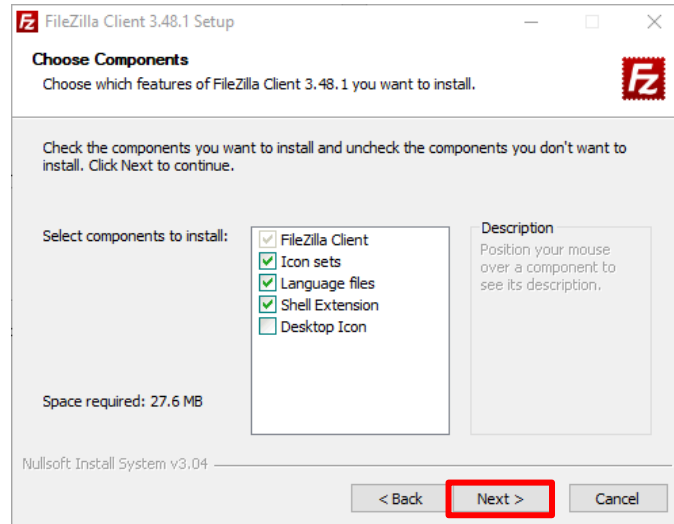 FileZilla Client 3.48.1 Setup
Choose Components
Choose which features of FileZilla Client 3.48.1 you want to install.
Check the components you want to install and uncheck the components you don't want to
install. Click Next to continue.
Select components to install:
FileZilla Client
Icon sets
Language files
Shell Extension
Desktop Icon
Description
Position your mouse
over a component to
see its description.
Space required: 27.6 MB
Nullsoft Install System v3.04
< Back
Next >
Cancel